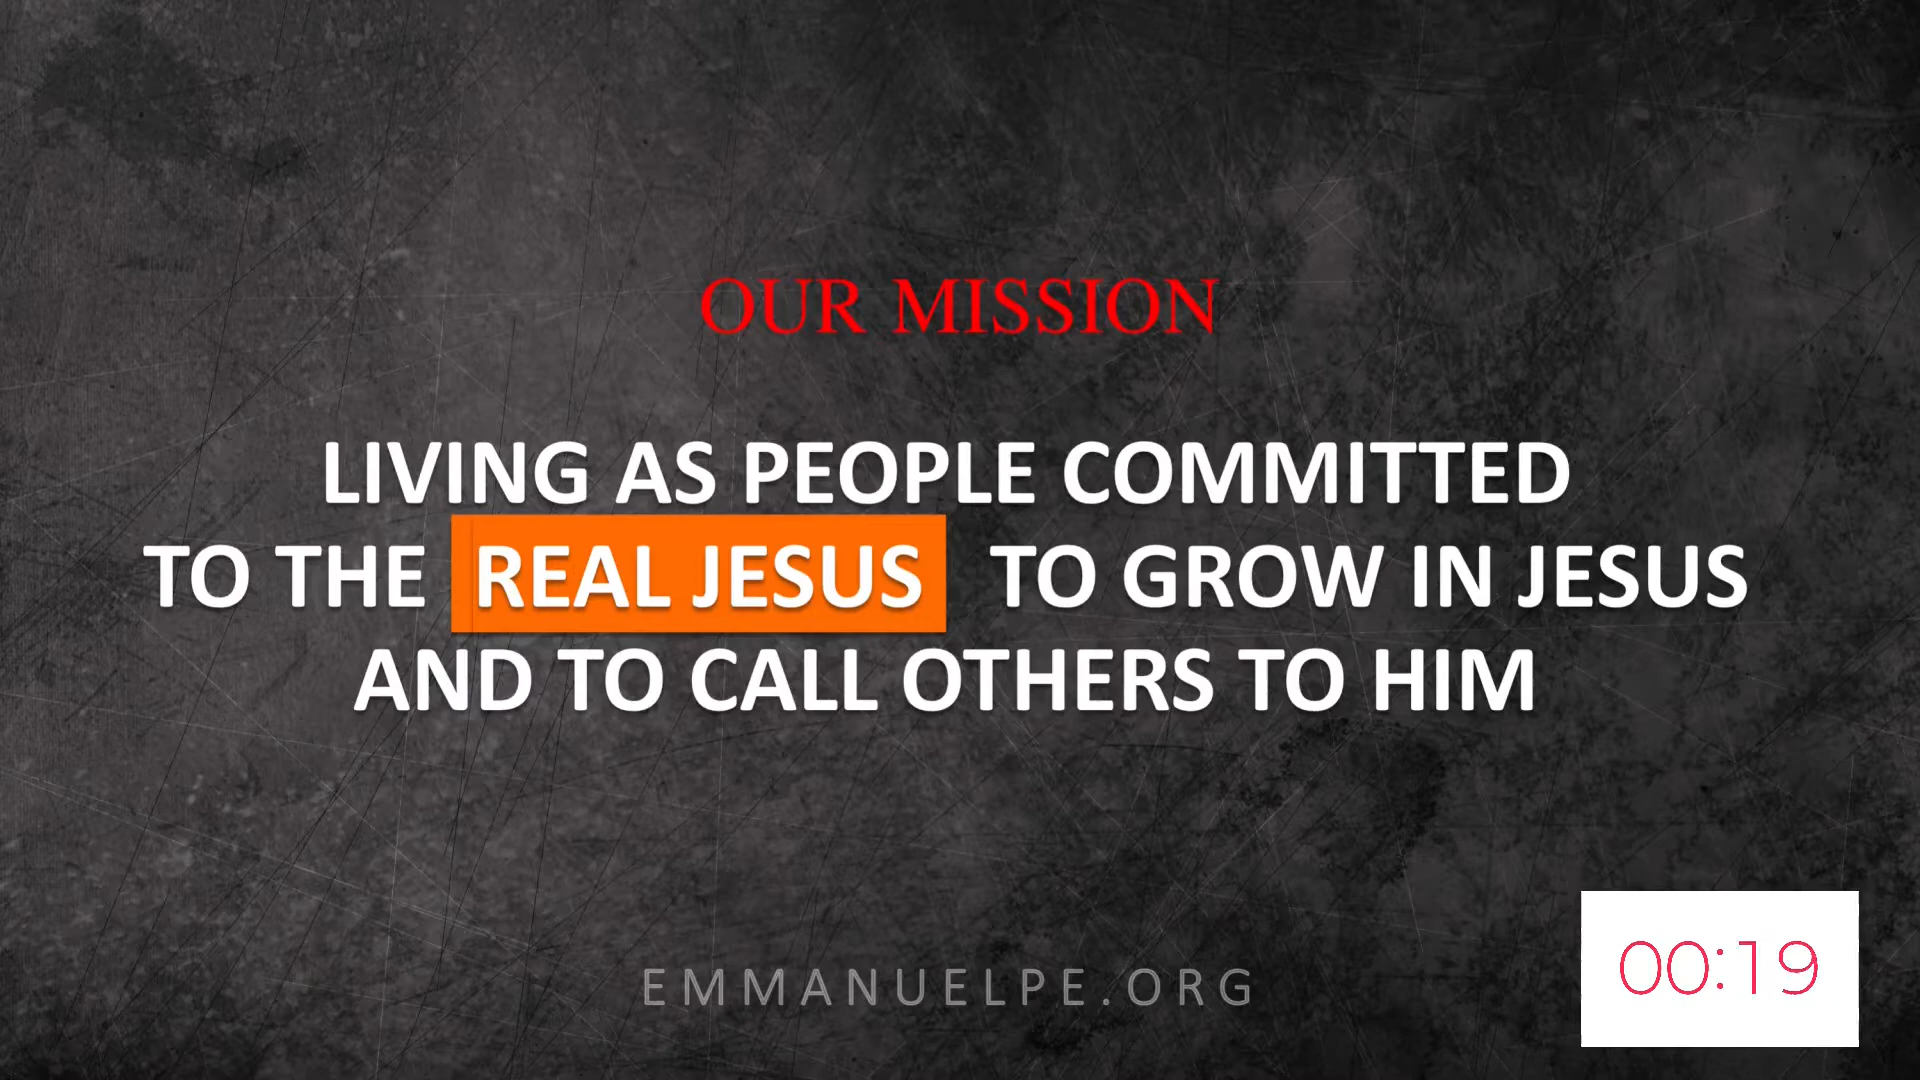 OUR MISSION
LIVING AS PEOPLE COMMITTED
TO THE REAL JESUS TO GROW IN JESUS
AND TO CALL OTHERS TO HIM
EMMANUELPE.ORG
00:19